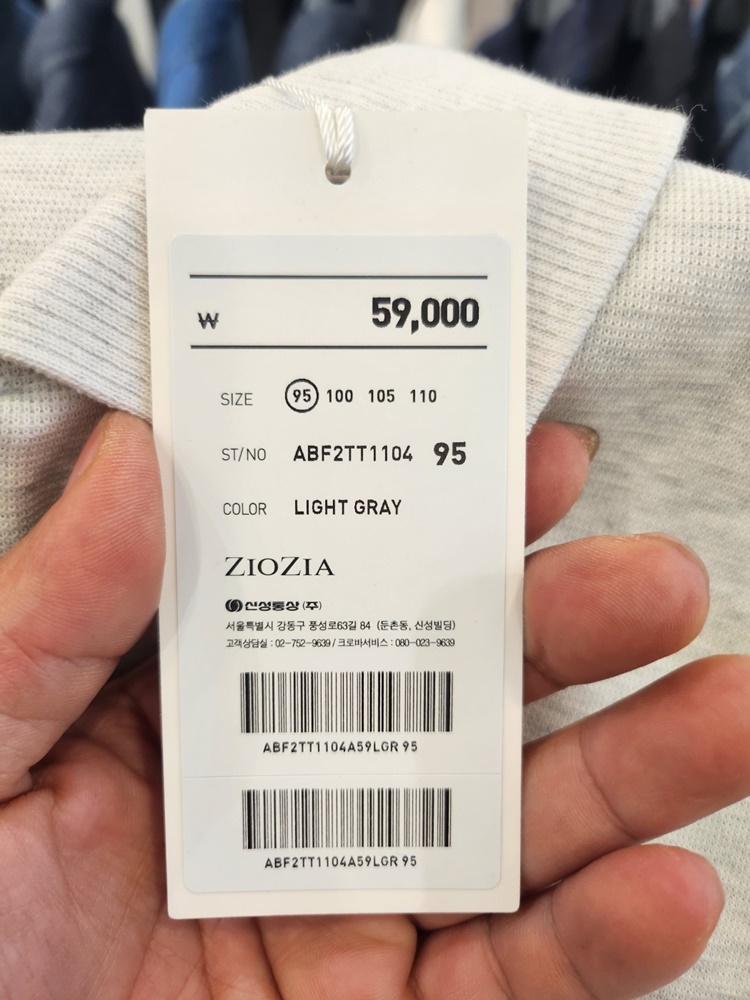 ₩ 59,000
SIZE 95 100 105 110
ST/NO ABF2TT1104 95
COLOR LIGHT GRAY
ZIOZIA
신성통상 (주)
서울특별시 강동구 풍성로63길 84 (둔촌동, 신성빌딩)
고객상담실 : 02-752-9639 / 크로바서비스 : 080-023-9639
ABF2TT1104A59LGR 95
ABF2TT1104A59LGR 95